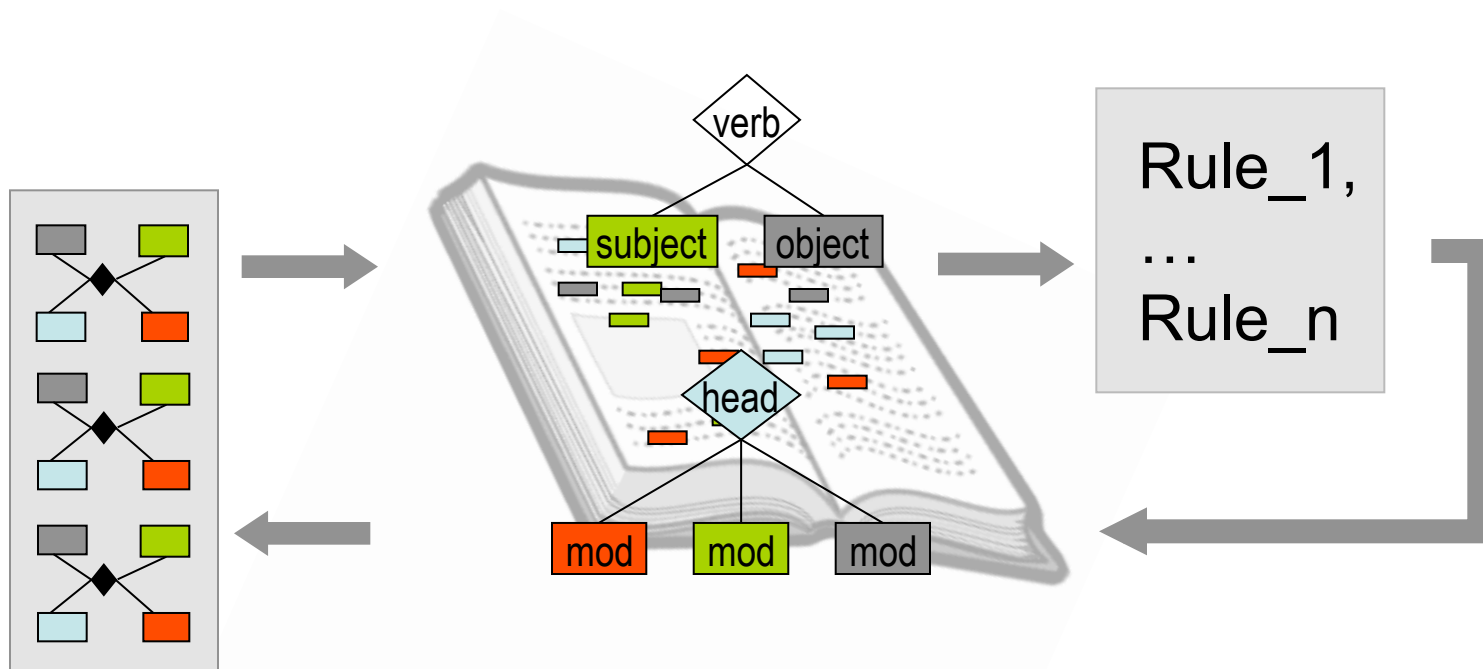 verb
subject
object
head
mod
mod
mod
Rule_1,
…
Rule_n